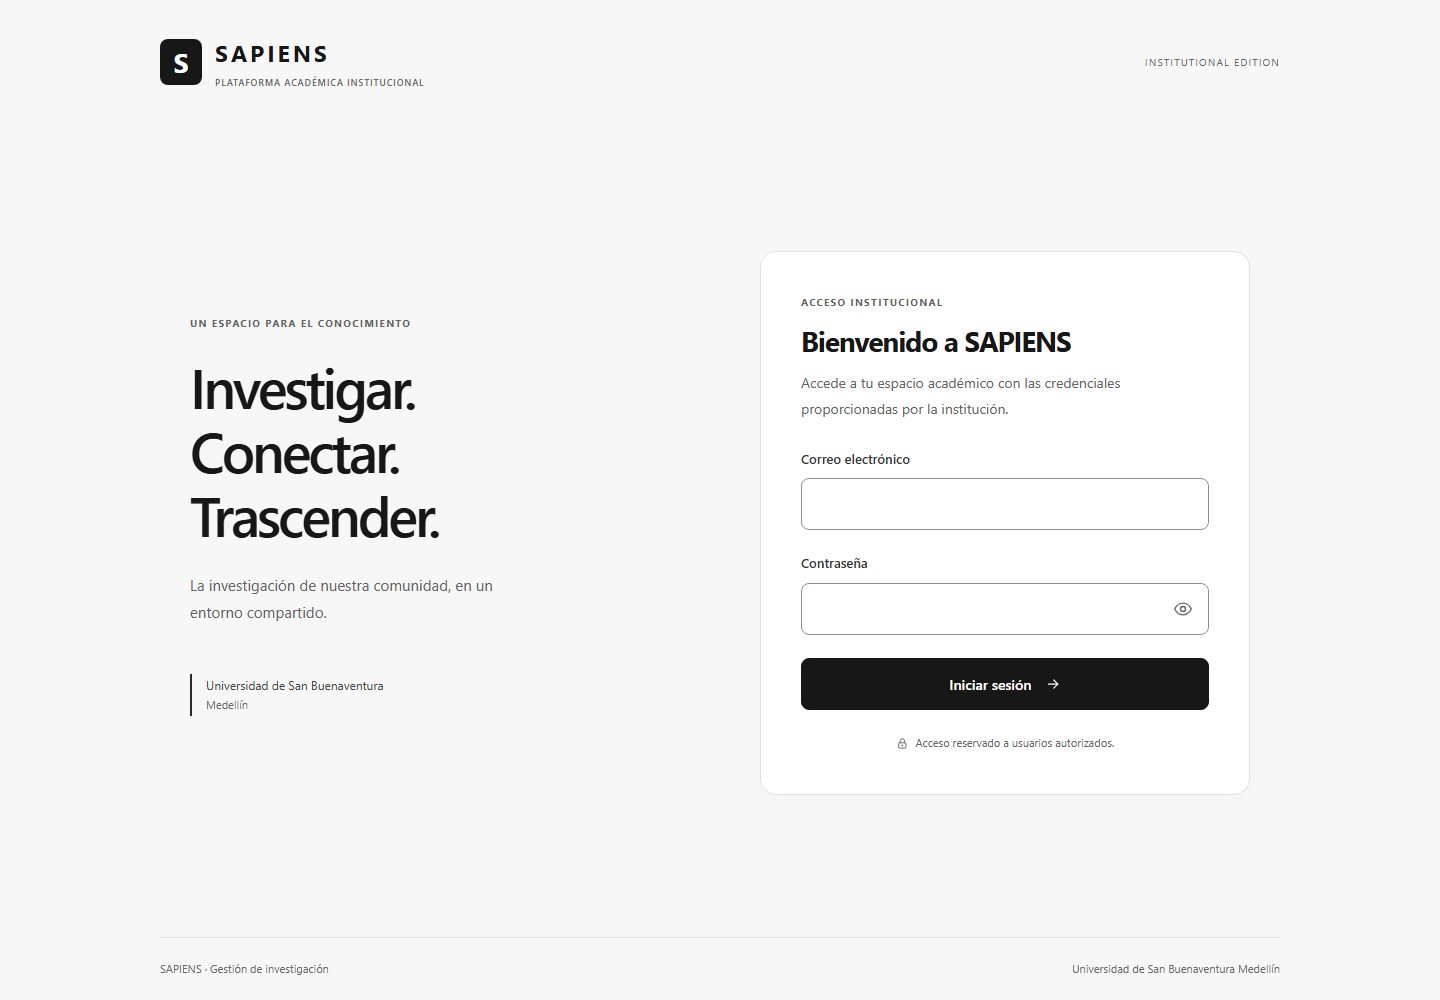 S
SAPIENS
PLATAFORMA ACADÉMICA INSTITUCIONAL
INSTITUTIONAL EDITION
UN ESPACIO PARA EL CONOCIMIENTO
Investigar.
Conectar.
Trascender.
La investigación de nuestra comunidad, en un
entorno compartido.
Universidad de San Buenaventura
Medellín
ACCESO INSTITUCIONAL
Bienvenido a SAPIENS
Accede a tu espacio académico con las credenciales
proporcionadas por la institución.
Correo electrónico
Contraseña
Iniciar sesión →
Acceso reservado a usuarios autorizados.
SAPIENS · Gestión de investigación
Universidad de San Buenaventura Medellín